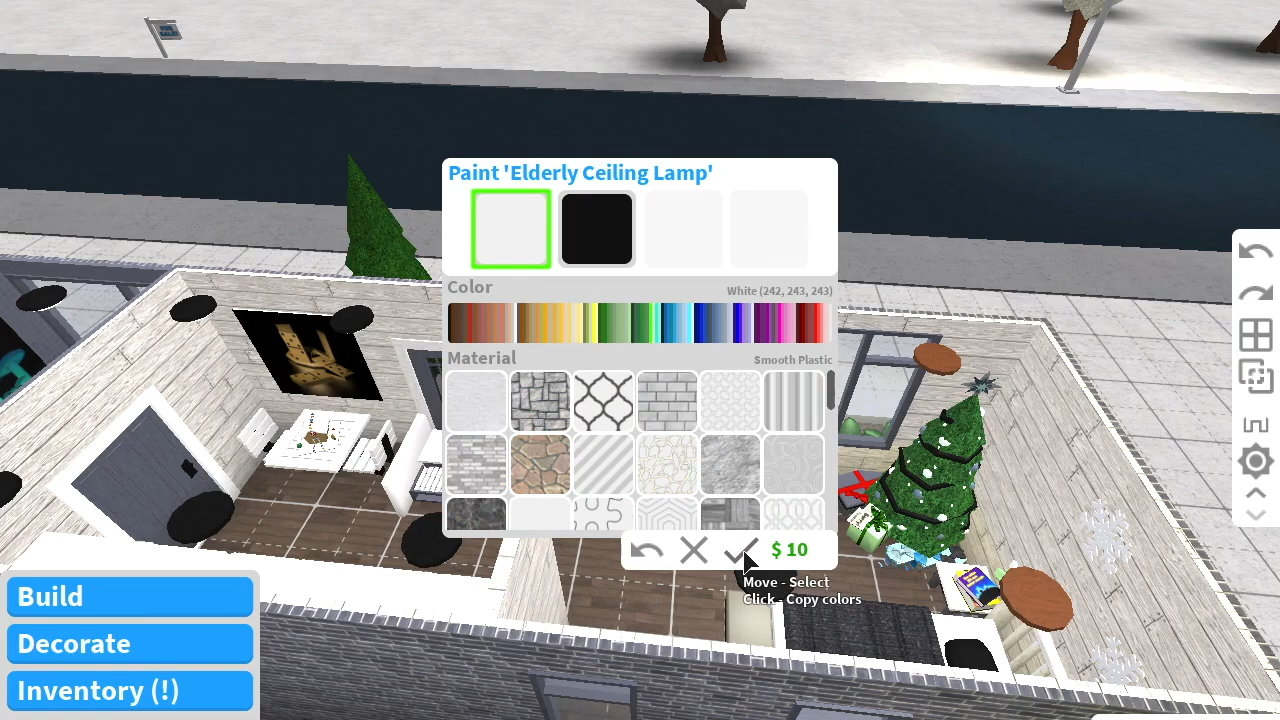 Paint 'Elderly Ceiling Lamp'
Color
White (242, 243, 243)
Material
Smooth Plastic
$ 10
Move - Select
Click - Copy colors
Build
Decorate
Inventory (!)